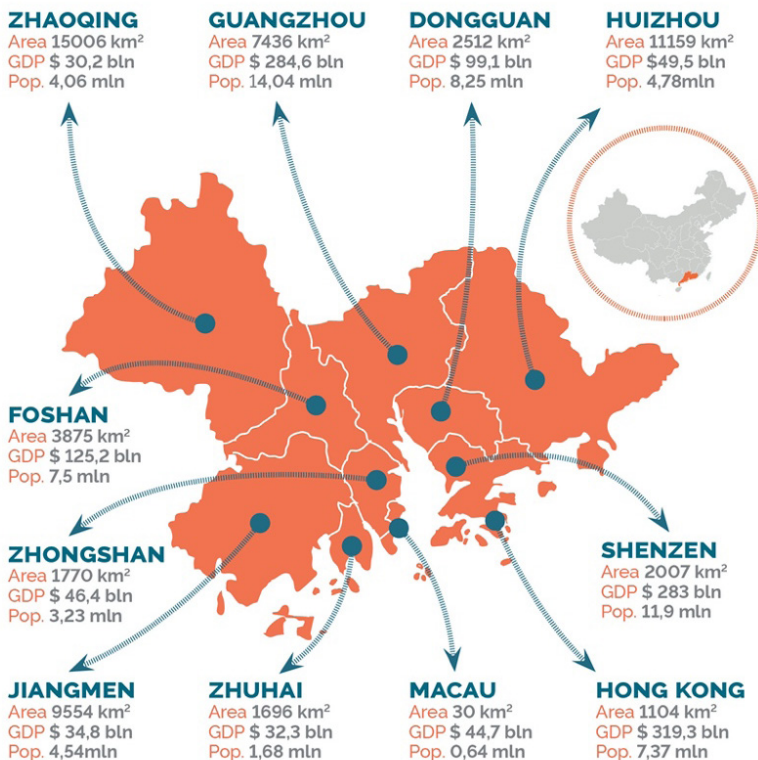 ZHAOQING
Area 15006 km²
GDP $ 30,2 bln
Pop. 4,06 mln
GUANGZHOU
Area 7436 km²
GDP $ 284,6 bln
Pop. 14,04 mln
DONGGUAN
Area 2512 km²
GDP $ 99,1 bln
Pop. 8,25 mln
HUIZHOU
Area 11159 km²
GDP $49,5 bln
Pop. 4,78mln
FOSHAN
Area 3875 km²
GDP $ 125,2 bln
Pop. 7,5 mln
ZHONGSHAN
Area 1770 km²
GDP $ 46,4 bln
Pop. 3,23 mln
SHENZEN
Area 2007 km²
GDP $ 283 bln
Pop. 11,9 mln
JIANGMEN
Area 9554 km²
GDP $ 34,8 bln
Pop. 4,54mln
ZHUHAI
Area 1696 km²
GDP $ 32,3 bln
Pop. 1,68 mln
MACAU
Area 30 km²
GDP $ 44,7 bln
Pop. 0,64 mln
HONG KONG
Area 1104 km²
GDP $ 319,3 bln
Pop. 7,37 mln